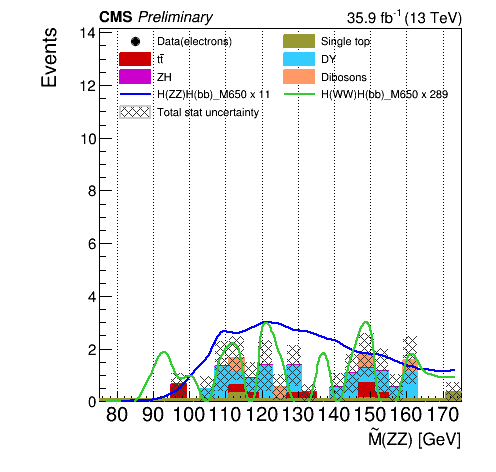 CMS Preliminary 35.9 fb⁻¹ (13 TeV)
Events
Data(electrons) Single top
tt̄ DY
ZH Dibosons
H(ZZ)H(bb)_M650 x 11 H(WW)H(bb)_M650 x 289
Total stat uncertainty
14
12
10
8
6
4
2
0
80 90 100 110 120 130 140 150 160 170
M̃(ZZ) [GeV]